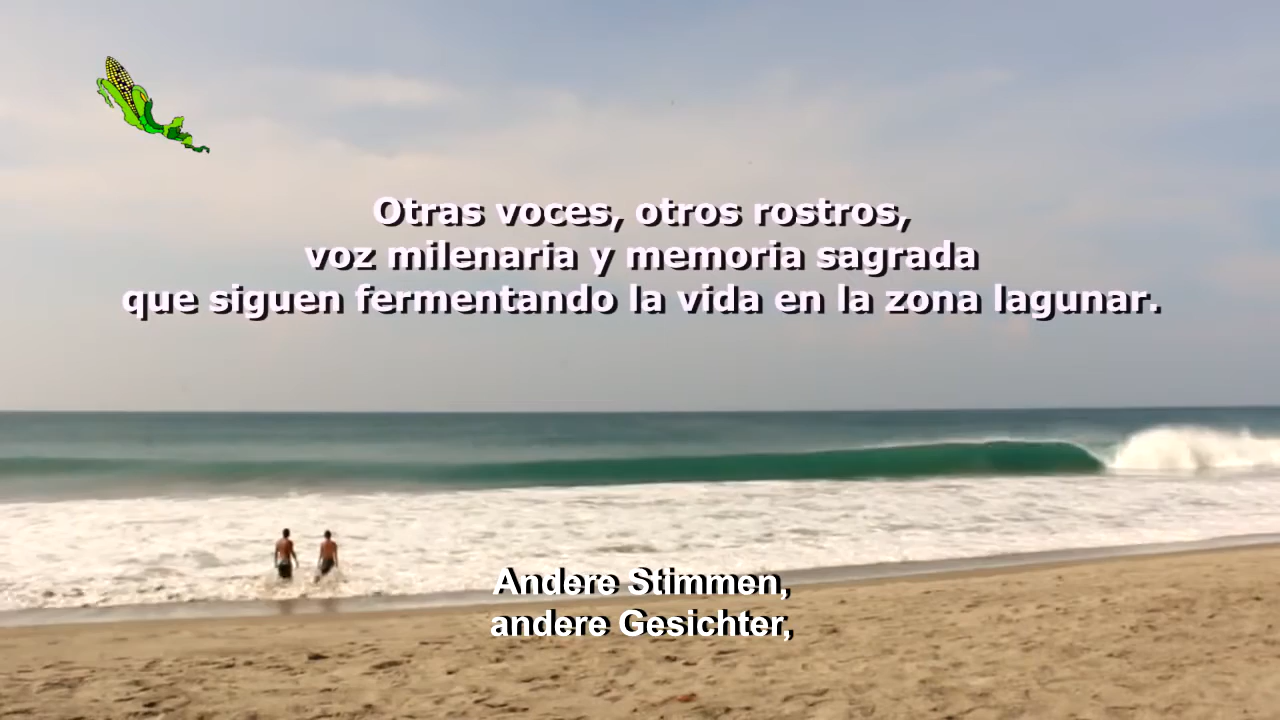 Otras voces, otros rostros,
voz milenaria y memoria sagrada
que siguen fermentando la vida en la zona lagunar.
Andere Stimmen,
andere Gesichter,